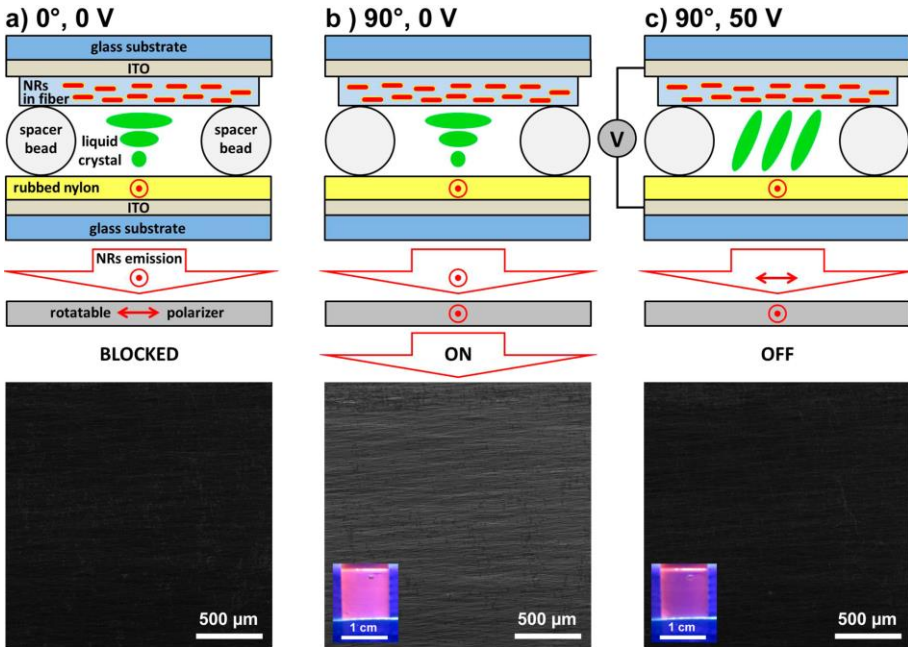 a) 0°, 0 V
glass substrate
ITO
NRs
in fiber
spacer
bead
liquid
crystal
spacer
bead
rubbed nylon
ITO
glass substrate
NRs emission
rotatable
polarizer
BLOCKED
500 µm
b ) 90°, 0 V
ON
1 cm
500 µm
c) 90°, 50 V
V
OFF
1 cm
500 µm